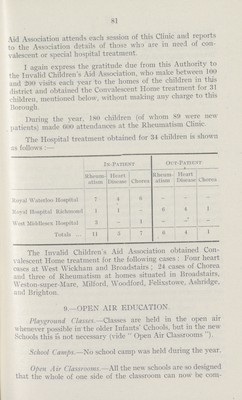 81
Aid Association attends each session of this Clinic and reports
to the Association details of those who are in need of con-
valescent or special hospital treatment.
I again express the gratitude due from this Authority to
the Invalid Children's Aid Association, who make between 100
and 200 visits each year to the homes of the children in this
district and obtained the Convalescent Home treatment for 31
children, mentioned below, without making any charge to this
Borough.
During the year, 180 children (of whom 89 were new
patients) made 600 attendances at the Rheumatism Clinic.
The Hospital treatment obtained for 34 children is shown
as follows :—
In-Patient Out-Patient
Rheum-ation Heart Disease Chorea Rheum-ation Heart Disease Chorea
Royal Waterloo Hospital 7 4 6 – – –
Royal Hospital Richmond 1 1 – 6 4 1
West Middlesex Hospital 3 – 1 – – –
Totals ... 11 5 7 6 4 1
The Invalid Children's Aid Association obtained Con-
valescent Home treatment for the following cases : Four heart
cases at West Wickham and Broadstairs ; 24 cases of Chorea
and three of Rheumatism at homes situated in Broadstairs,
Weston-super-Mare, Milford, Woodford, Felixstowe, Ashridge,
and Brighton.
9.—OPEN AIR EDUCATION.
Playground Classes.—Classes are held in the open air
whenever possible in the older Infants' Cchools, but in the new
Schools this is not necessary (vide " Open Air Classrooms ").
School Camps.—No school camp was held during the year.
Open Air Classrooms.—All the new schools are so designed
that the whole of one side of the classroom can now be com-